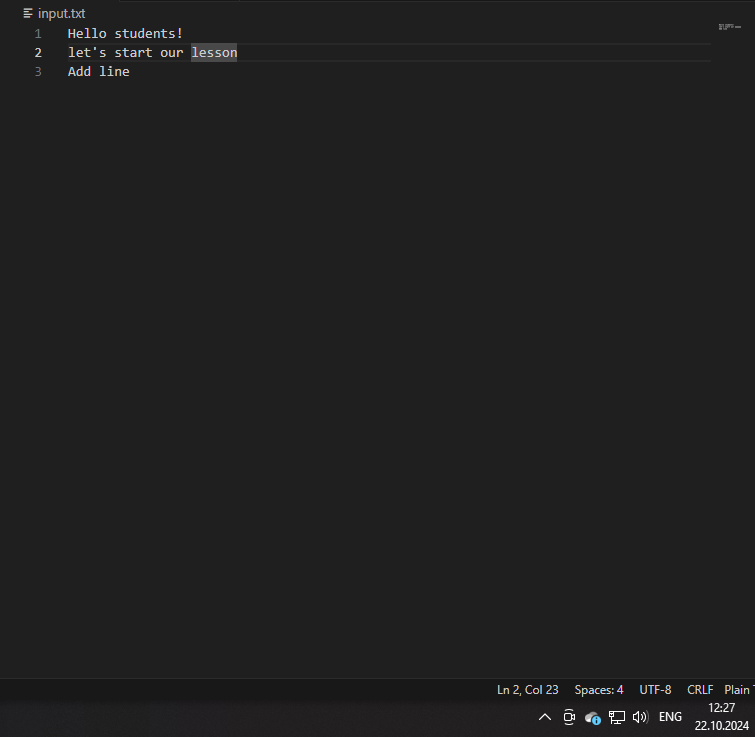 input.txt
1 Hello students!
2 let's start our lesson
3 Add line
Ln 2, Col 23 Spaces: 4 UTF-8 CRLF Plain
ENG 12:27
22.10.2024